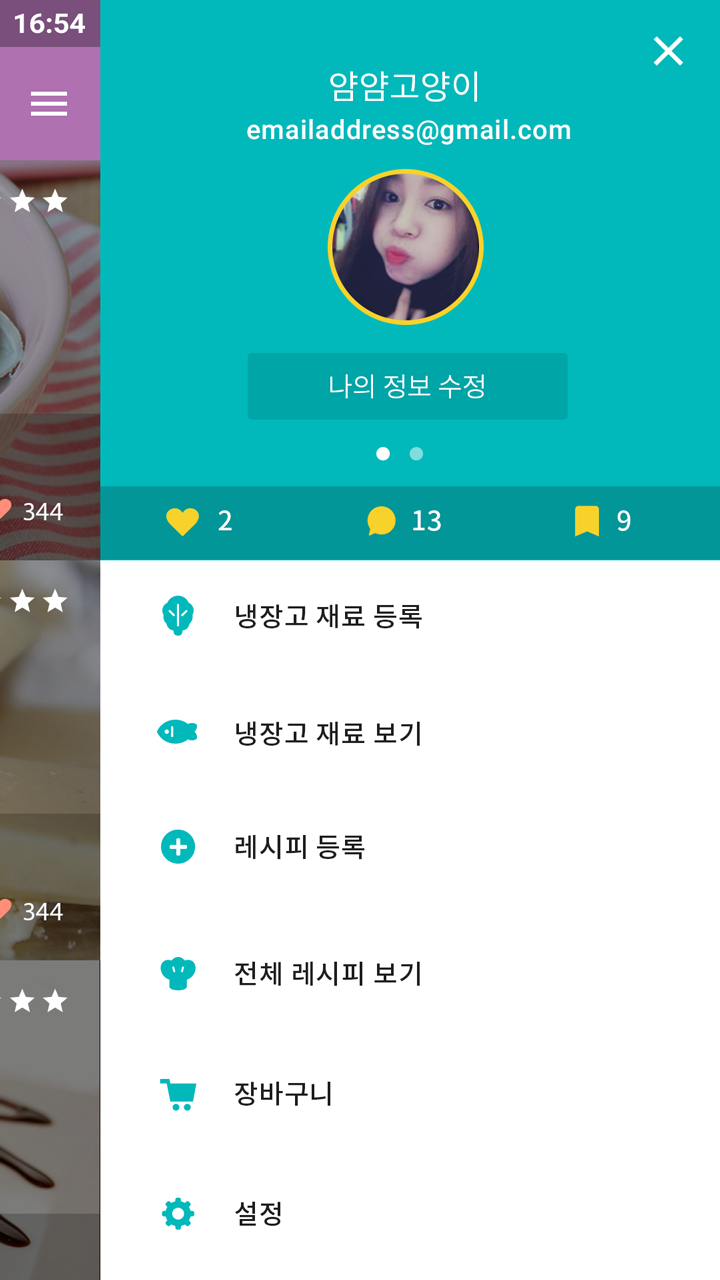 16:54
얌얌고양이
emailaddress@gmail.com
나의 정보 수정
344
2
13
9
냉장고 재료 등록
냉장고 재료 보기
레시피 등록
344
전체 레시피 보기
장바구니
설정